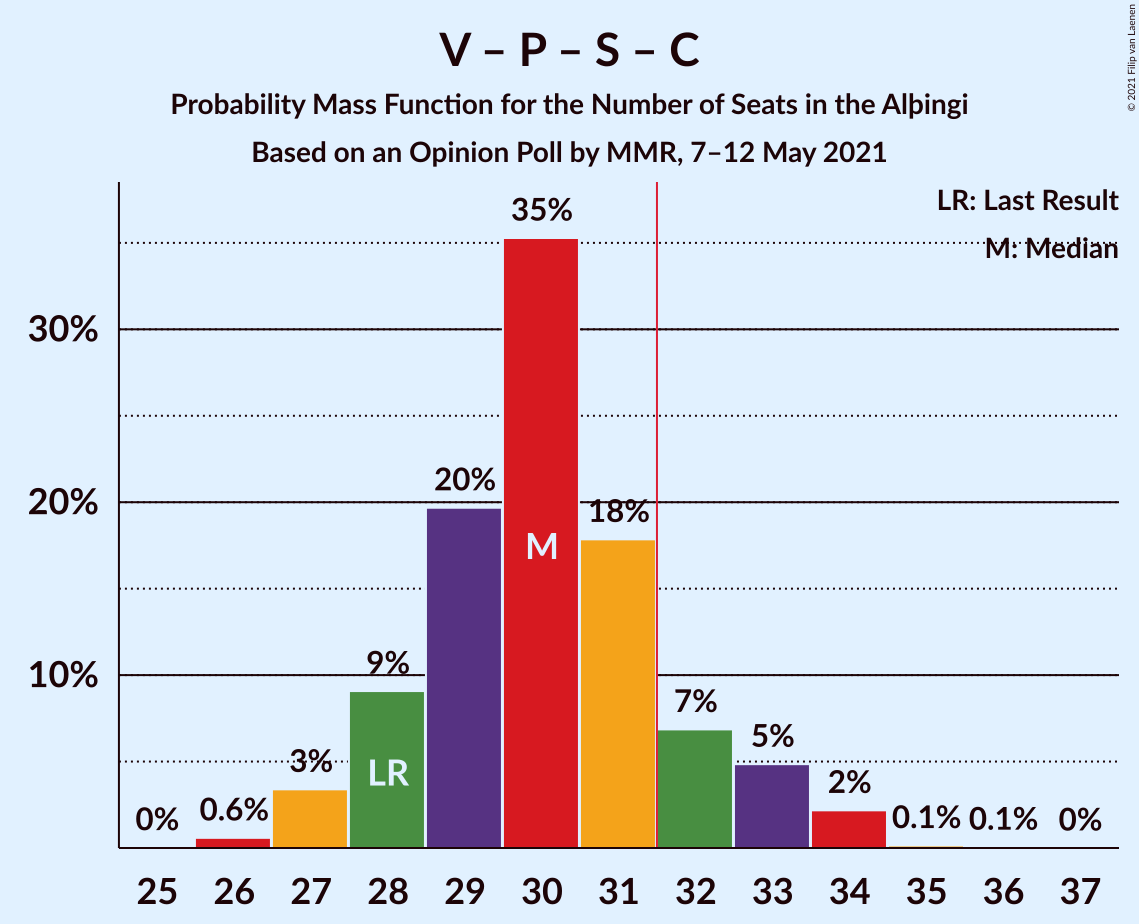 V – P – S – C
Probability Mass Function for the Number of Seats in the Alþingi
Based on an Opinion Poll by MMR, 7–12 May 2021
© 2021 Filip van Laenen
LR: Last Result
M: Median
35%
30%
20%
20%
18%
M
10%
9%
7%
5%
3%
LR
2%
0%
0.6%
0.1%
0.1%
0%
25 26 27 28 29 30 31 32 33 34 35 36 37